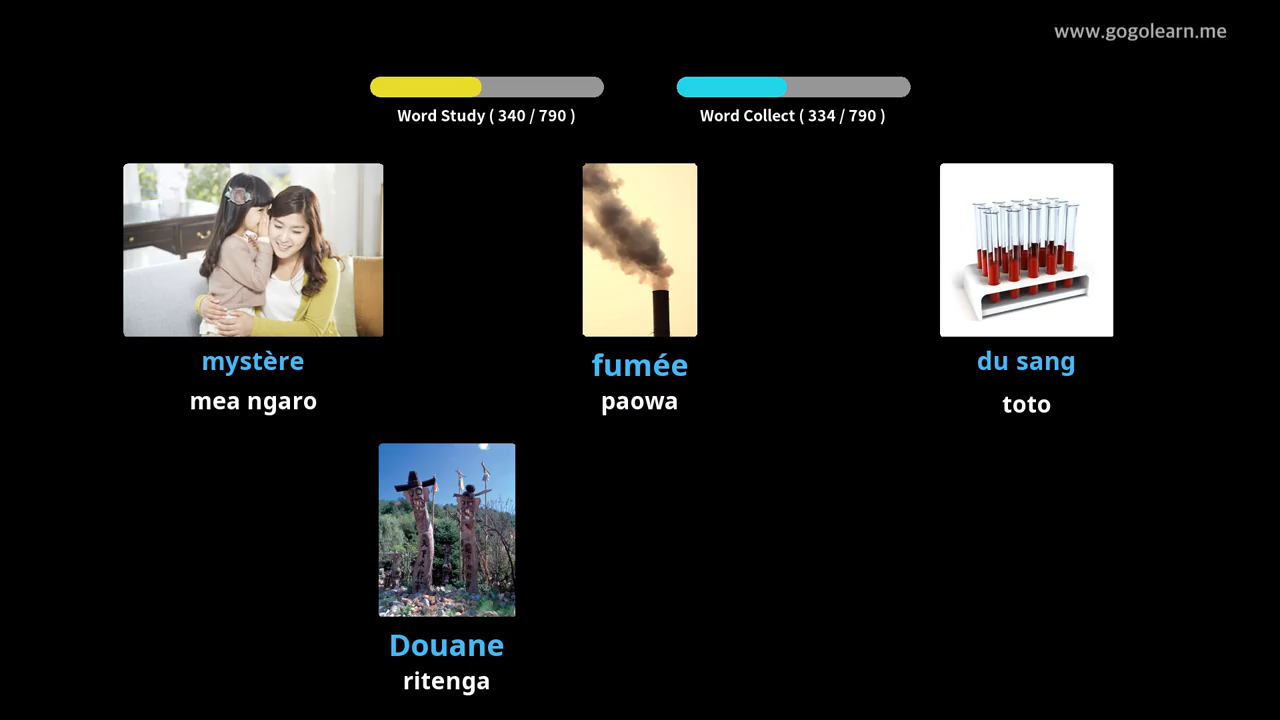 www.gogolearn.me
Word Study ( 340 / 790 )
Word Collect ( 334 / 790 )
mystère
mea ngaro
fumée
paowa
du sang
toto
Douane
ritenga